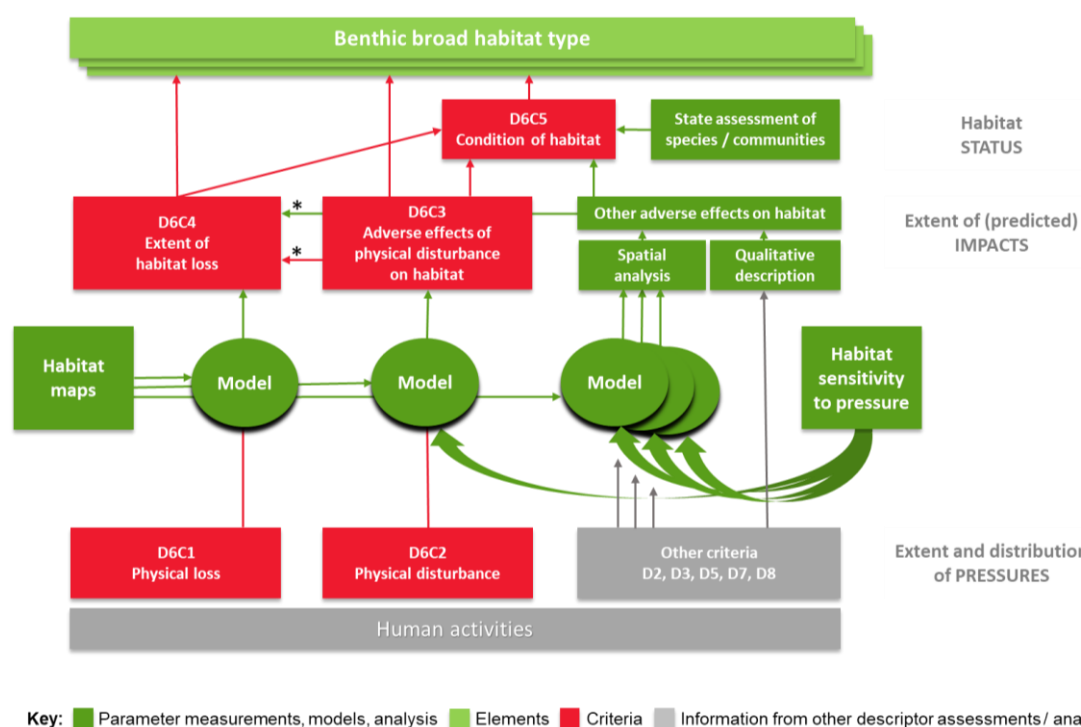 Benthic broad habitat type
D6C5
Condition of habitat
State assessment of
species / communities
Habitat
STATUS
D6C4
Extent of
habitat loss
*
*
D6C3
Adverse effects of
physical disturbance
on habitat
Other adverse effects on habitat
Spatial
analysis
Qualitative
description
Extent of (predicted)
IMPACTS
Habitat
maps
Model
Model
Model
Habitat
sensitivity
to pressure
D6C1
Physical loss
D6C2
Physical disturbance
Other criteria
D2, D3, D5, D7, D8
Extent and distribution
of PRESSURES
Human activities
Key: Parameter measurements, models, analysis Elements Criteria Information from other descriptor assessments/ ana